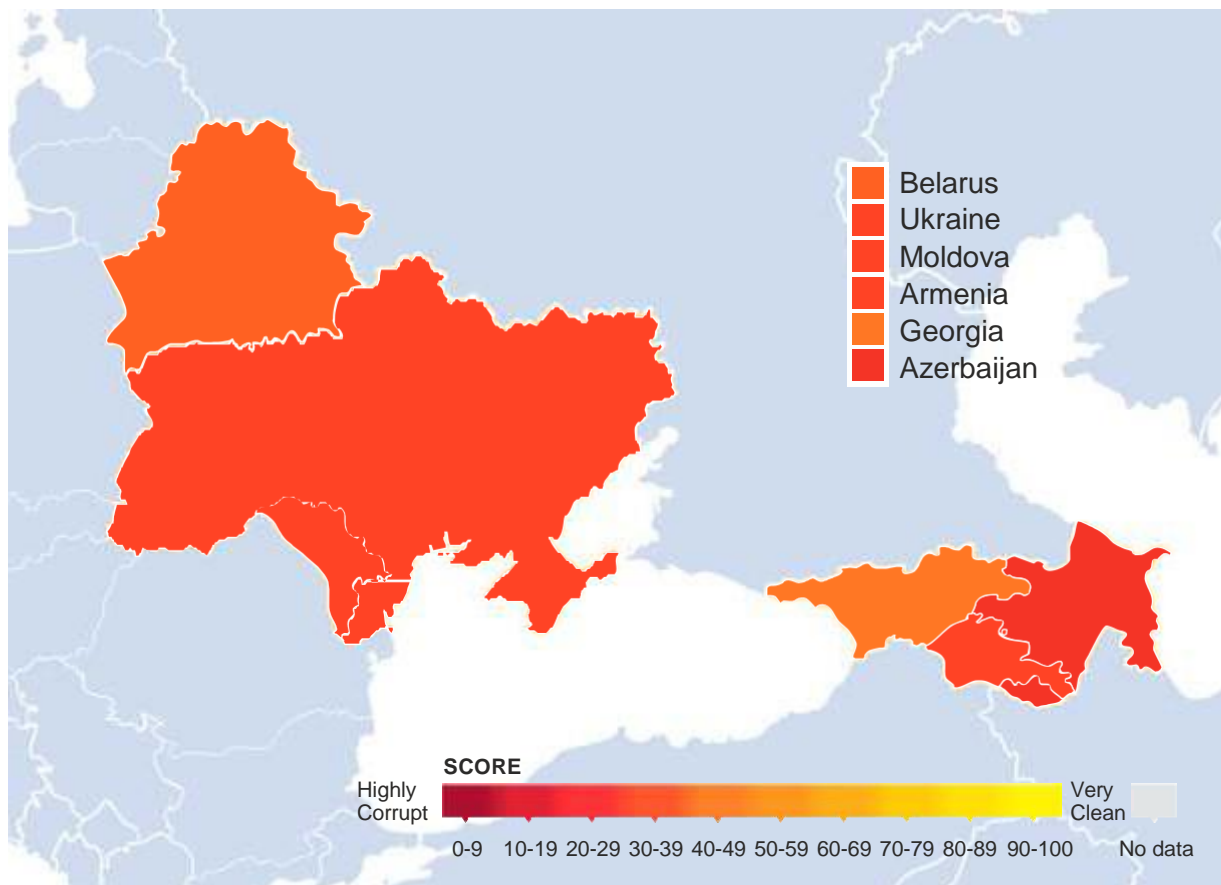 Belarus
Ukraine
Moldova
Armenia
Georgia
Azerbaijan
SCORE
Highly
Corrupt
Very
Clean
0-9 10-19 20-29 30-39 40-49 50-59 60-69 70-79 80-89 90-100 No data